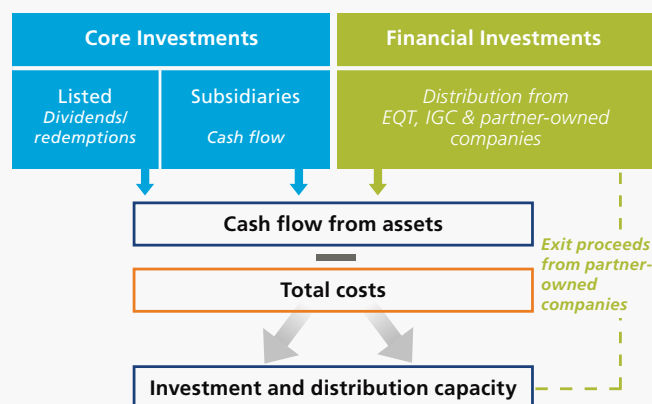 Core Investments
Financial Investments
Listed
Dividends/
redemptions
Subsidiaries
Cash flow
Distribution from
EQT, IGC & partner-owned
companies
Cash flow from assets
Exit proceeds
from partner-
owned
companies
Total costs
Investment and distribution capacity